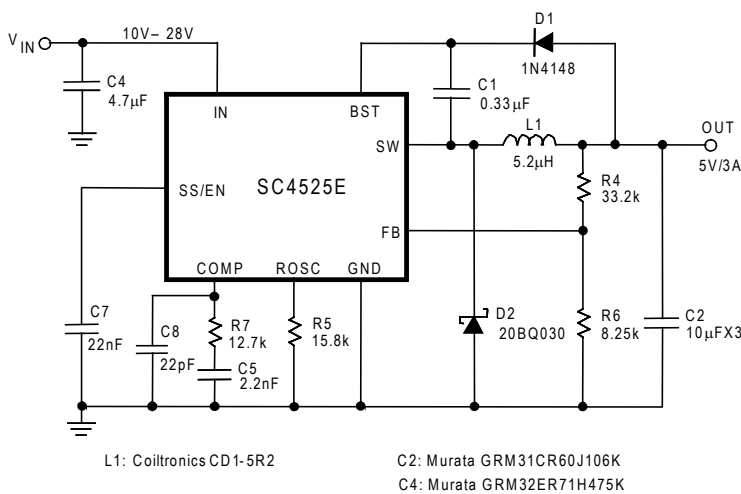 D1
V IN
10V– 28V
1N4148
C4
4.7µF
C1
0.33µF
IN
BST
L1
OUT
SW
5.2µH
5V/3A
SS/EN
SC4525E
R4
33.2k
FB
COMP
ROSC
GND
C7
22nF
C8
22pF
R7
12.7k
R5
15.8k
C5
2.2nF
D2
20BQ030
R6
8.25k
C2
10µFX3
L1: Coiltronics CD1-5R2
C2: Murata GRM31CR60J106K
C4: Murata GRM32ER71H475K